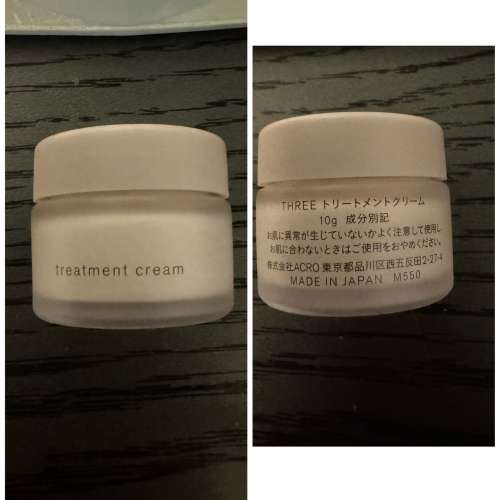 treatment cream
THREE トリートメントクリーム
10g 成分別記
お肌に異常が生じていないかよく注意して使用し、
お肌に合わないときはご使用をおやめください。
株式会社ACRO 東京都品川区西五反田2-27-4
MADE IN JAPAN M550